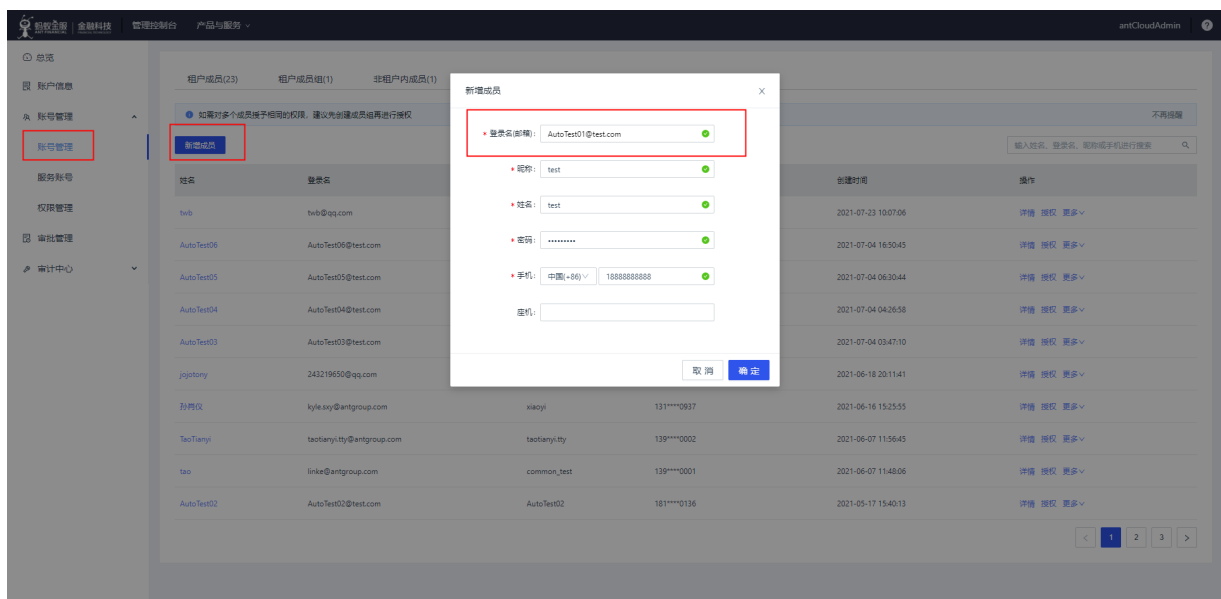 蚂蚁金服 金融科技 管理控制台 产品与服务 antCloudAdmin ?
ANT FINANCIAL
总览
账户信息
账号管理
账号管理
服务账号
权限管理
审批管理
审计中心
租户成员(23) 租户成员组(1) 非租户内成员(1)
如需对多个成员授予相同的权限，建议先创建成员组再进行授权 不再提醒
新增成员 输入姓名、登录名、昵称或手机进行搜索
姓名 登录名 创建时间 操作
twb twb@qq.com 2021-07-23 10:07:06 详情 授权 更多
AutoTest06 AutoTest06@test.com 2021-07-04 16:50:45 详情 授权 更多
AutoTest05 AutoTest05@test.com 2021-07-04 06:30:44 详情 授权 更多
AutoTest04 AutoTest04@test.com 2021-07-04 04:26:58 详情 授权 更多
AutoTest03 AutoTest03@test.com 2021-07-04 03:47:10 详情 授权 更多
jojotony 243219650@qq.com 2021-06-18 20:11:41 详情 授权 更多
kyle.sxy@antgroup.com xiaoyi 131****0937 2021-06-16 15:25:55 详情 授权 更多
TaoTianyi taotianyi.tty@antgroup.com taotianyi.tty 139****0002 2021-06-07 11:56:45 详情 授权 更多
tao linke@antgroup.com common_test 139****0001 2021-06-07 11:48:06 详情 授权 更多
AutoTest02 AutoTest02@test.com AutoTest02 181****0136 2021-05-17 15:40:13 详情 授权 更多
< 1 2 3 >
新增成员 ×
* 登录名(邮箱): AutoTest01@test.com
* 昵称: test
* 姓名: test
* 密码: •••••••••
* 手机: 中国(+86) 18888888888
座机:
取 消 确 定